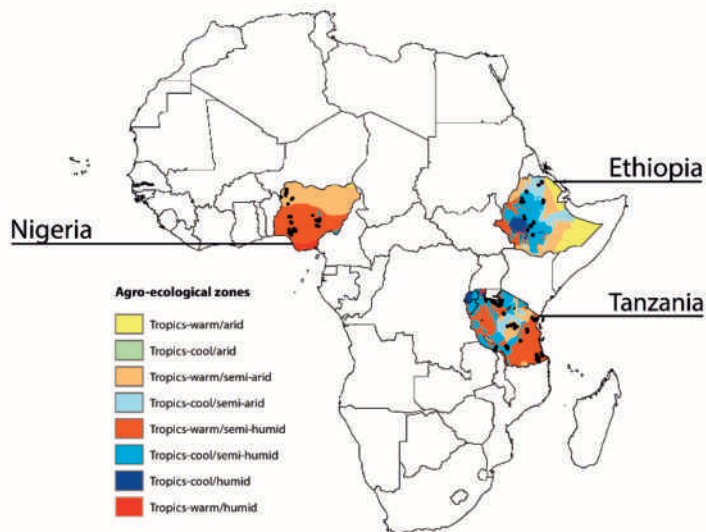 Ethiopia
Nigeria
Tanzania
Agro-ecological zones
Tropics-warm/arid
Tropics-cool/arid
Tropics-warm/semi-arid
Tropics-cool/semi-arid
Tropics-warm/semi-humid
Tropics-cool/semi-humid
Tropics-cool/humid
Tropics-warm/humid